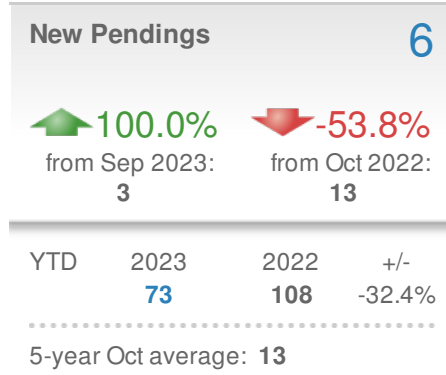 New Pendings 6
100.0% -53.8%
from Sep 2023: from Oct 2022:
3 13
YTD 2023 2022 +/-
73 108 -32.4%
5-year Oct average: 13